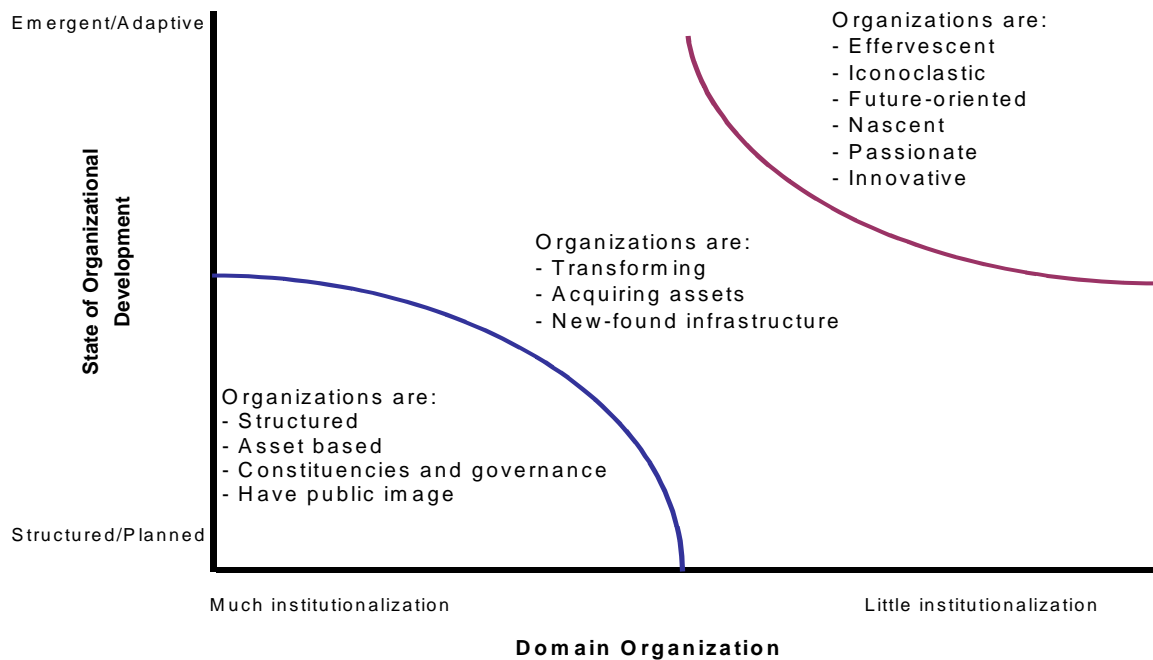 Emergent/Adaptive
Organizations are:
- Effervescent
- Iconoclastic
- Future-oriented
- Nascent
- Passionate
- Innovative
State of Organizational
Development
Organizations are:
- Transforming
- Acquiring assets
- New-found infrastructure
Organizations are:
- Structured
- Asset based
- Constituencies and governance
- Have public image
Structured/Planned
Much institutionalization
Little institutionalization
Domain Organization